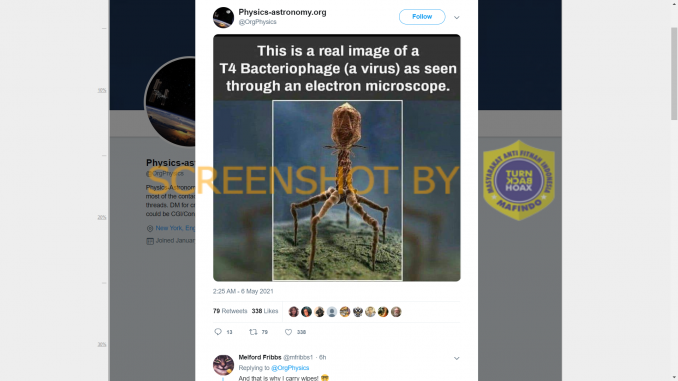 Physics-astronomy.org
@OrgPhysics
Follow
This is a real image of a
T4 Bacteriophage (a virus) as seen
through an electron microscope.
SCREENSHOT BY
MASYARAKAT ANTI FITNAH INDONESIA
TURN
BACK
HOAX
MAFINDO
Physics-as
@OrgPhysics
Physic-Astronom
most of the conta
threads. DM for c
could be CGI/Con
New York, Eng
Joined Januar
2:25 AM - 6 May 2021
79 Retweets 338 Likes
13 79 338
Melford Fribbs @mfribbs1 · 6h
Replying to @OrgPhysics
And that is why I carry wipes! 🤓